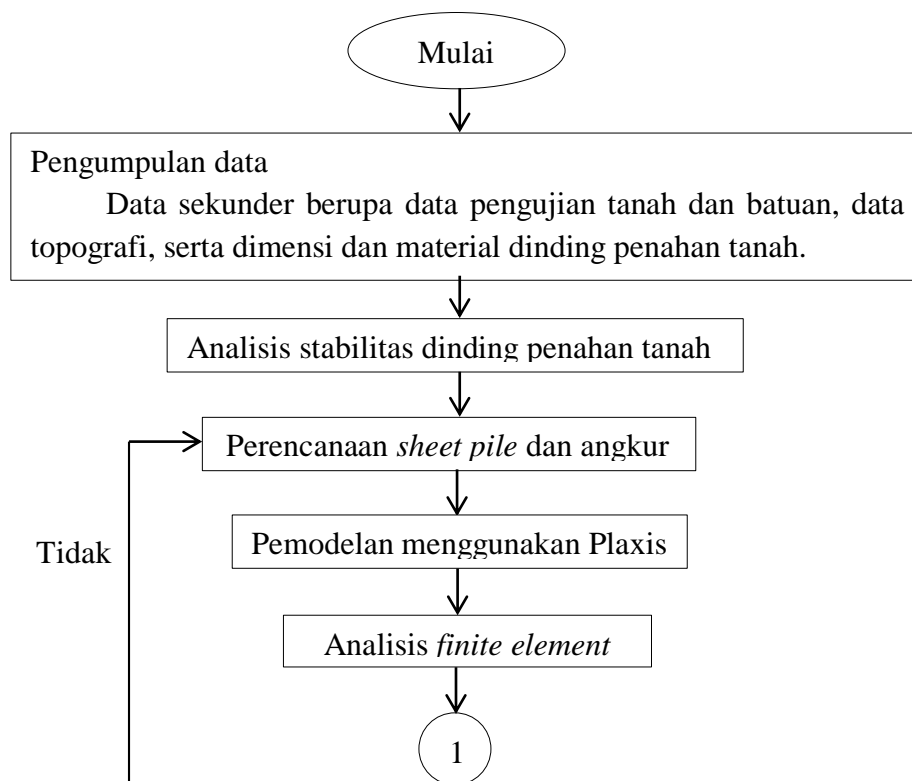 Mulai
Pengumpulan data
Data sekunder berupa data pengujian tanah dan batuan, data
topografi, serta dimensi dan material dinding penahan tanah.
Analisis stabilitas dinding penahan tanah
Perencanaan sheet pile dan angkur
Pemodelan menggunakan Plaxis
Tidak
Analisis finite element
1